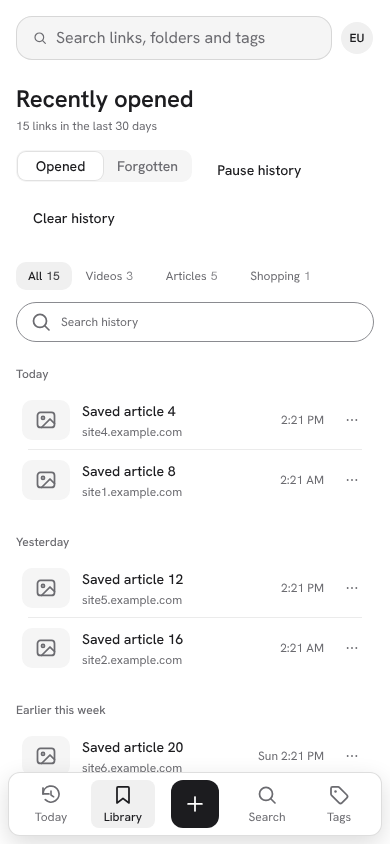 Search links, folders and tags
EU
Recently opened
15 links in the last 30 days
Opened
Forgotten
Pause history
Clear history
All 15
Videos 3
Articles 5
Shopping 1
Search history
Today
Saved article 4
site4.example.com
2:21 PM
Saved article 8
site1.example.com
2:21 AM
Yesterday
Saved article 12
site5.example.com
2:21 PM
Saved article 16
site2.example.com
2:21 AM
Earlier this week
Saved article 20
site6.example.com
Sun 2:21 PM
Today
Library
Search
Tags